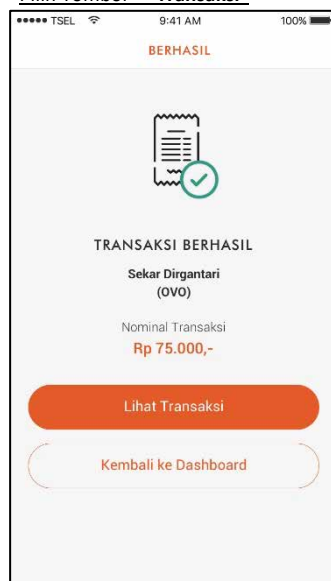 Transaksi
TSEL 9:41 AM 100%
BERHASIL
TRANSAKSI BERHASIL
Sekar Dirgantari
(OVO)
Nominal Transaksi
Rp 75.000,-
Lihat Transaksi
Kembali ke Dashboard